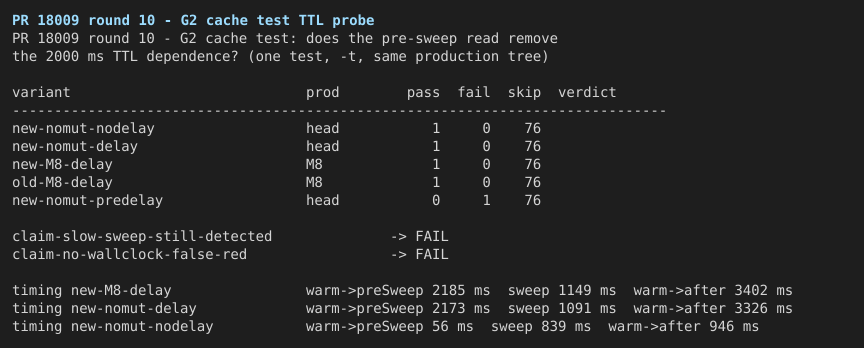 PR 18009 round 10 - G2 cache test TTL probe
PR 18009 round 10 - G2 cache test: does the pre-sweep read remove
the 2000 ms TTL dependence? (one test, -t, same production tree)
variant prod pass fail skip verdict
--------------------------------------------------------------------------------
new-nomut-nodelay head 1 0 76
new-nomut-delay head 1 0 76
new-M8-delay M8 1 0 76
old-M8-delay M8 1 0 76
new-nomut-predelay head 0 1 76
claim-slow-sweep-still-detected -> FAIL
claim-no-wallclock-false-red -> FAIL
timing new-M8-delay warm->preSweep 2185 ms sweep 1149 ms warm->after 3402 ms
timing new-nomut-delay warm->preSweep 2173 ms sweep 1091 ms warm->after 3326 ms
timing new-nomut-nodelay warm->preSweep 56 ms sweep 839 ms warm->after 946 ms